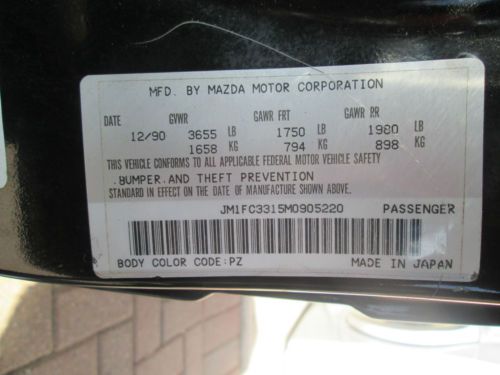 MFD. BY MAZDA MOTOR CORPORATION
DATE GVWR GAWR FRT GAWR RR
12/90 3655 LB 1750 LB 1980 LB
1658 KG 794 KG 898 KG
THIS VEHICLE CONFORMS TO ALL APPLICABLE FEDERAL MOTOR VEHICLE SAFETY
.BUMPER.AND THEFT PREVENTION
STANDARD IN EFFECT ON THE DATE OF MANUFACTURE SHOWN ABOVE.
JM1FC3315M0905220 PASSENGER
BODY COLOR CODE:PZ MADE IN JAPAN